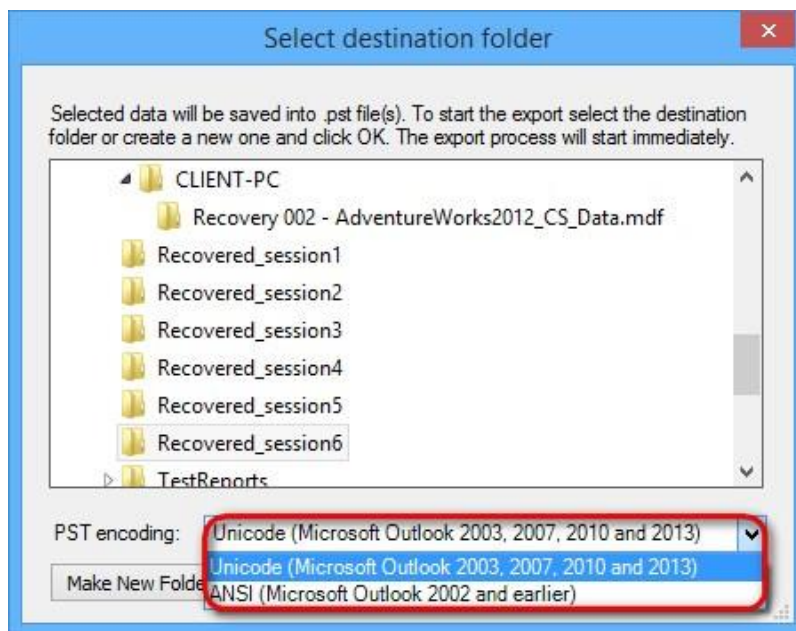 Select destination folder
Selected data will be saved into .pst file(s). To start the export select the destination
folder or create a new one and click OK. The export process will start immediately.
CLIENT-PC
Recovery 002 - AdventureWorks2012_CS_Data.mdf
Recovered_session1
Recovered_session2
Recovered_session3
Recovered_session4
Recovered_session5
Recovered_session6
TestReports
PST encoding: Unicode (Microsoft Outlook 2003, 2007, 2010 and 2013)
Unicode (Microsoft Outlook 2003, 2007, 2010 and 2013)
Make New Folde ANSI (Microsoft Outlook 2002 and earlier)